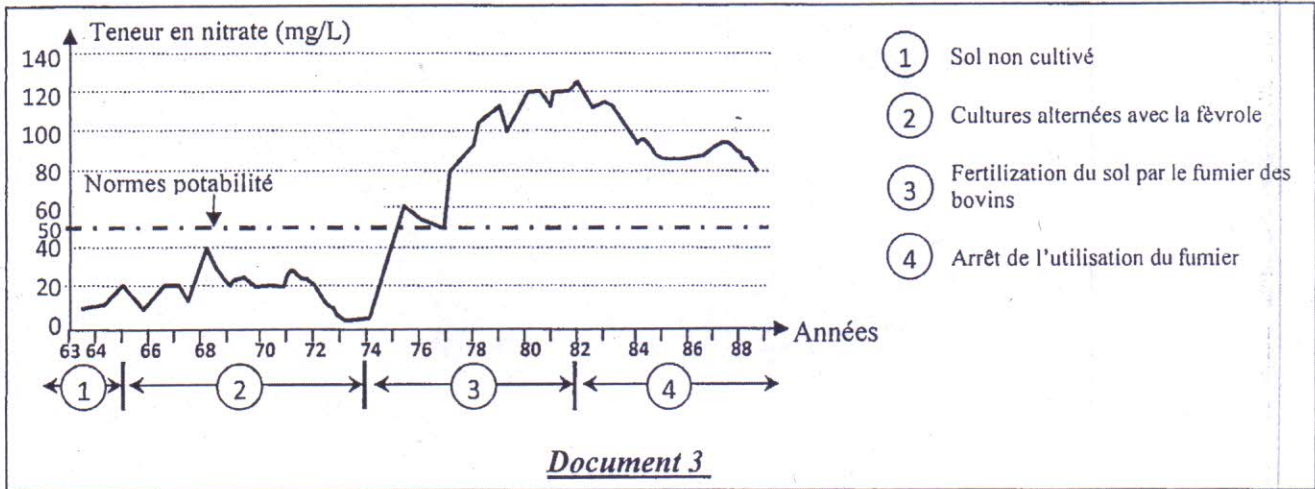 Teneur en nitrate (mg/L)
140
120
100
80
60
50
40
20
0
Normes potabilité
63 64 66 68 70 72 74 76 78 80 82 84 86 88
Années
1 2 3 4
1 Sol non cultivé
2 Cultures alternées avec la fèvrole
3 Fertilization du sol par le fumier des
bovins
4 Arrêt de l'utilisation du fumier
Document 3